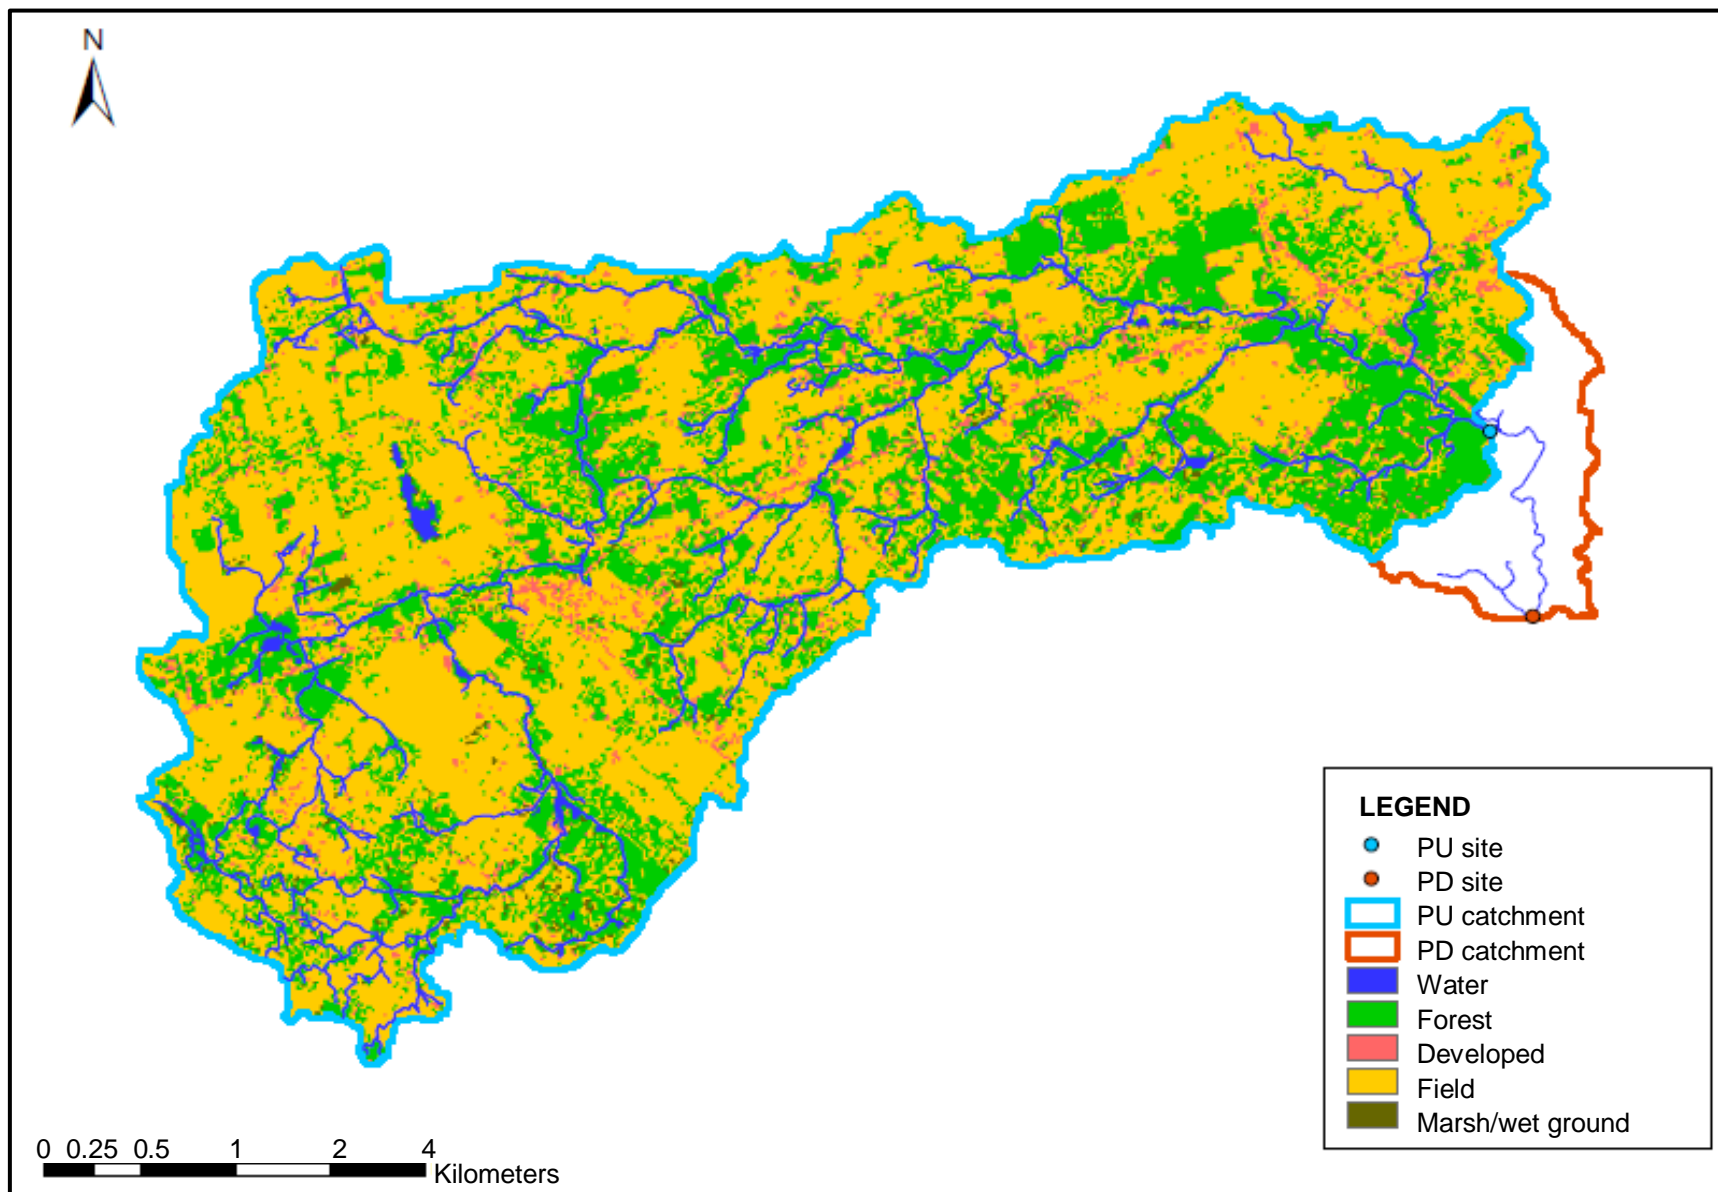 N
LEGEND
PU site
PD site
PU catchment
PD catchment
Water
Forest
Developed
Field
Marsh/wet ground
0 0.25 0.5 1 2 4
Kilometers